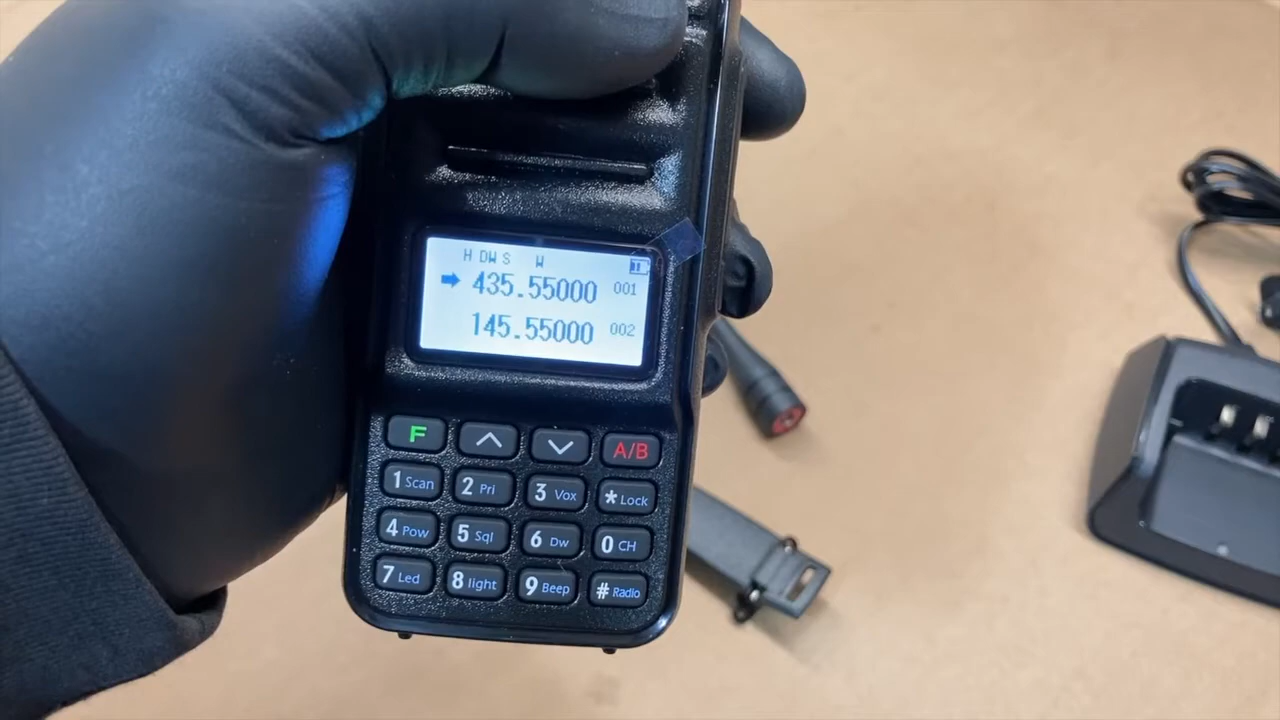 H DW S W
435.55000 001
145.55000 002
F A/B
1 Scan 2 Pri 3 Vox * Lock
4 Pow 5 Sql 6 Dw 0 CH
7 Led 8 light 9 Beep # Radio